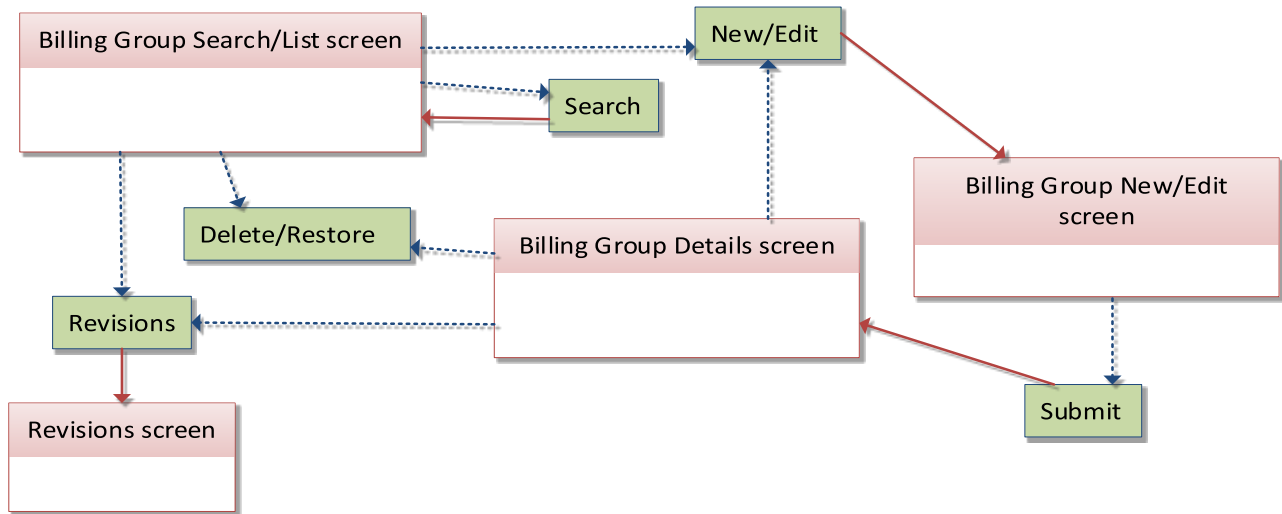 Billing Group Search/List screen
New/Edit
Search
Billing Group New/Edit
screen
Delete/Restore
Billing Group Details screen
Revisions
Submit
Revisions screen